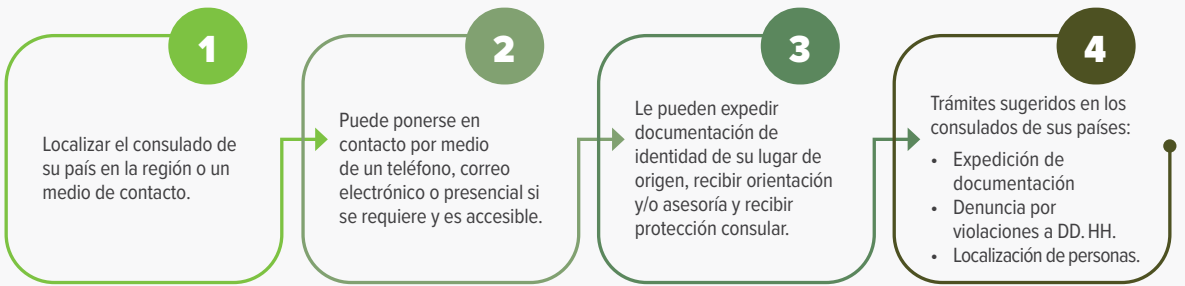 1
Localizar el consulado de
su país en la región o un
medio de contacto.
2
Puede ponerse en
contacto por medio
de un teléfono, correo
electrónico o presencial si
se requiere y es accesible.
3
Le pueden expedir
documentación de
identidad de su lugar de
origen, recibir orientación
y/o asesoría y recibir
protección consular.
4
Trámites sugeridos en los
consulados de sus países:
• Expedición de
documentación
• Denuncia por
violaciones a DD. HH.
• Localización de personas.